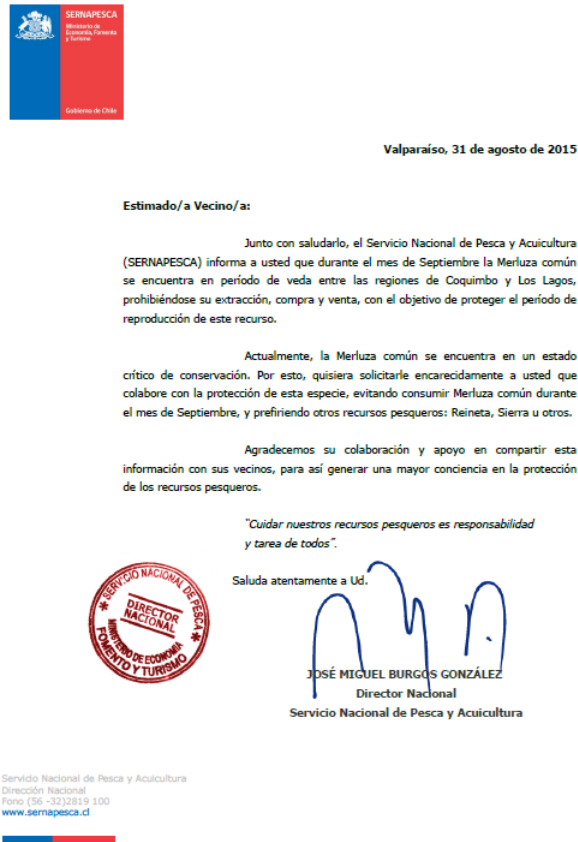 SERNAPESCA
Ministerio de
Economía, Fomento
y Turismo
Gobierno de Chile
Valparaíso, 31 de agosto de 2015
Estimado/a Vecino/a:
Junto con saludarlo, el Servicio Nacional de Pesca y Acuicultura
(SERNAPESCA) informa a usted que durante el mes de Septiembre la Merluza común
se encuentra en período de veda entre las regiones de Coquimbo y Los Lagos,
prohibiéndose su extracción, compra y venta, con el objetivo de proteger el período de
reproducción de este recurso.
Actualmente, la Merluza común se encuentra en un estado
crítico de conservación. Por esto, quisiera solicitarle encarecidamente a usted que
colabore con la protección de esta especie, evitando consumir Merluza común durante
el mes de Septiembre, y prefiriendo otros recursos pesqueros: Reineta, Sierra u otros.
Agradecemos su colaboración y apoyo en compartir esta
información con sus vecinos, para así generar una mayor conciencia en la protección
de los recursos pesqueros.
"Cuidar nuestros recursos pesqueros es responsabilidad
y tarea de todos".
Saluda atentamente a Ud.
SERVICIO NACIONAL DE PESCA
DIRECTOR
NACIONAL
MINISTERIO DE ECONOMIA
FOMENTO Y TURISMO
JOSÉ MIGUEL BURGOS GONZÁLEZ
Director Nacional
Servicio Nacional de Pesca y Acuicultura
Servicio Nacional de Pesca y Acuicultura
Dirección Nacional
Fono (56 -32)2819 100
www.sernapesca.cl